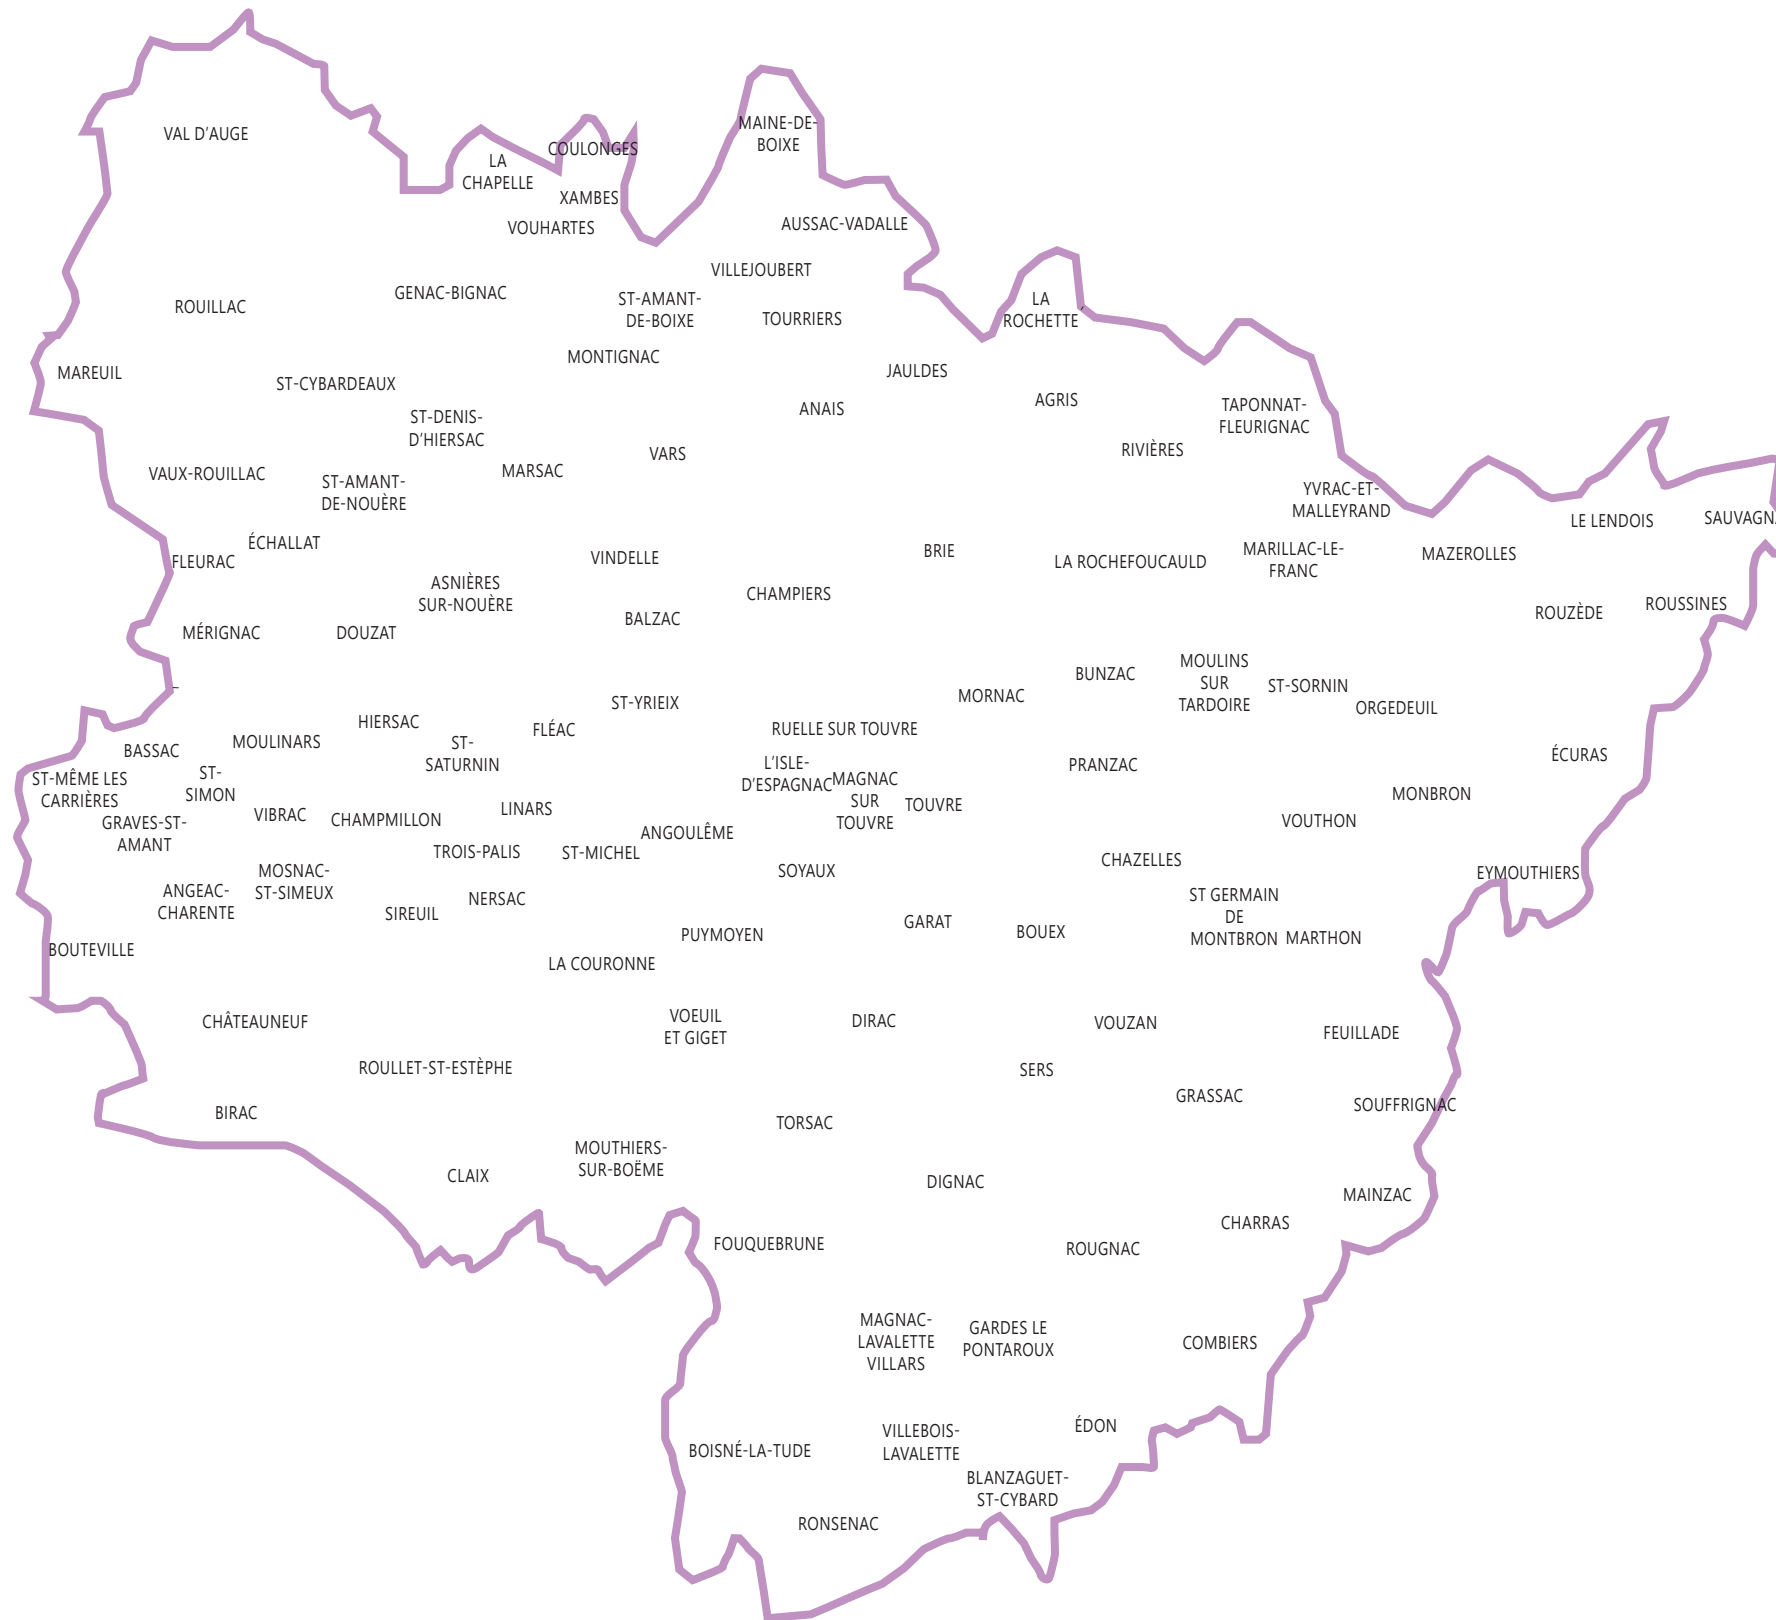 VAL D'AUGE
MAINE-DE-
BOIXE
COULONGES
LA
CHAPELLE
XAMBES
VOUHARTES
AUSSAC-VADALLE
VILLEJOUBERT
GENAC-BIGNAC
ROUILLAC
ST-AMANT-
DE-BOIXE
TOURRIERS
LA
ROCHETTE
MONTIGNAC
MAREUIL
ST-CYBARDEAUX
JAULDES
AGRIS
ANAIS
TAPONNAT-
FLEURIGNAC
ST-DENIS-
D'HIERSAC
RIVIÈRES
VARS
MARSAC
VAUX-ROUILLAC
ST-AMANT-
DE-NOUÈRE
YVRAC-ET-
MALLEYRAND
LE LENDOIS
SAUVAGNA
ÉCHALLAT
FLEURAC
VINDELLE
BRIE
LA ROCHEFOUCAULD
MARILLAC-LE-
FRANC
MAZEROLLES
ASNIÈRES
SUR-NOUÈRE
CHAMPIERS
BALZAC
ROUZÈDE
ROUSSINES
MÉRIGNAC
DOUZAT
BUNZAC
MOULINS
SUR
TARDOIRE
ST-SORNIN
ORGEDEUIL
MORNAC
ST-YRIEIX
HIERSAC
FLÉAC
RUELLE SUR TOUVRE
MOULINARS
BASSAC
ST-
SATURNIN
ÉCURAS
ST-MÊME LES
CARRIÈRES
ST-
SIMON
L'ISLE-
D'ESPAGNAC
MAGNAC
SUR
TOUVRE
TOUVRE
PRANZAC
MONBRON
VOUTHON
GRAVES-ST-
AMANT
VIBRAC
CHAMPMILLON
LINARS
ANGOULÊME
TROIS-PALIS
ST-MICHEL
SOYAUX
CHAZELLES
EYMOUTHIERS
MOSNAC-
ST-SIMEUX
ANGEAC-
CHARENTE
SIREUIL
NERSAC
GARAT
BOUEX
ST GERMAIN
DE
MONTBRON
MARTHON
BOUTEVILLE
PUYMOYEN
LA COURONNE
CHÂTEAUNEUF
VOEUIL
ET GIGET
DIRAC
VOUZAN
FEUILLADE
ROULLET-ST-ESTÈPHE
SERS
GRASSAC
SOUFFRIGNAC
BIRAC
TORSAC
MOUTHIERS-
SUR-BOËME
CLAIX
DIGNAC
MAINZAC
CHARRAS
FOUQUEBRUNE
ROUGNAC
MAGNAC-
LAVALETTE
VILLARS
GARDES LE
PONTAROUX
COMBIERS
ÉDON
VILLEBOIS-
LAVALETTE
BOISNÉ-LA-TUDE
BLANZAGUET-
ST-CYBARD
RONSENAC